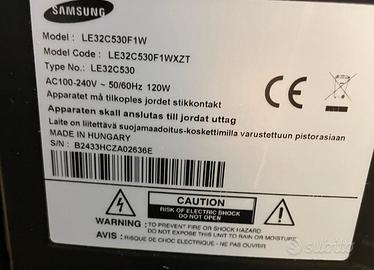 SAMSUNG
Model : LE32C530F1W
Model Code : LE32C530F1WXZT
Type No.: LE32C530
AC100-240V ~ 50/60Hz 120W
Apparatet må tilkoples jordet stikkontakt
Apparaten skall anslutas till jordat uttag
Laite on liitettävä suojamaadoitus-koskettimilla varustettuun pistorasiaan
MADE IN HUNGARY
S/N : B2433HCZA02636E
CE
CAUTION
RISK OF ELECTRIC SHOCK
DO NOT OPEN
WARNING : TO PREVENT FIRE OR SHOCK HAZARD
DO NOT EXPOSE THIS UNIT TO RAIN OR MOISTURE
AVIS : RISQUE DE CHOC ELECTRIQUE - NE PAS OUVRIR
subito